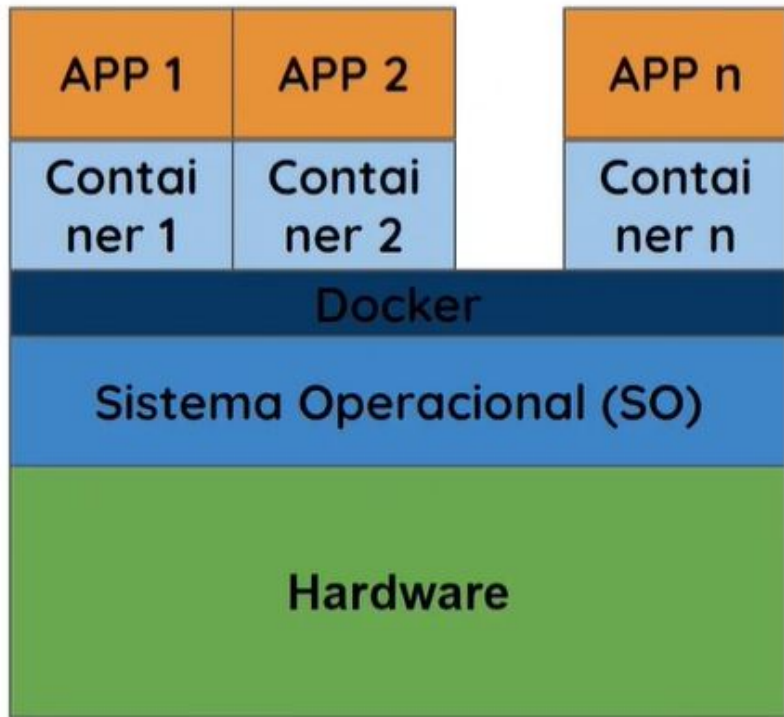 APP 1
APP 2
APP n
Contai
ner 1
Contai
ner 2
Contai
ner n
Docker
Sistema Operacional (SO)
Hardware